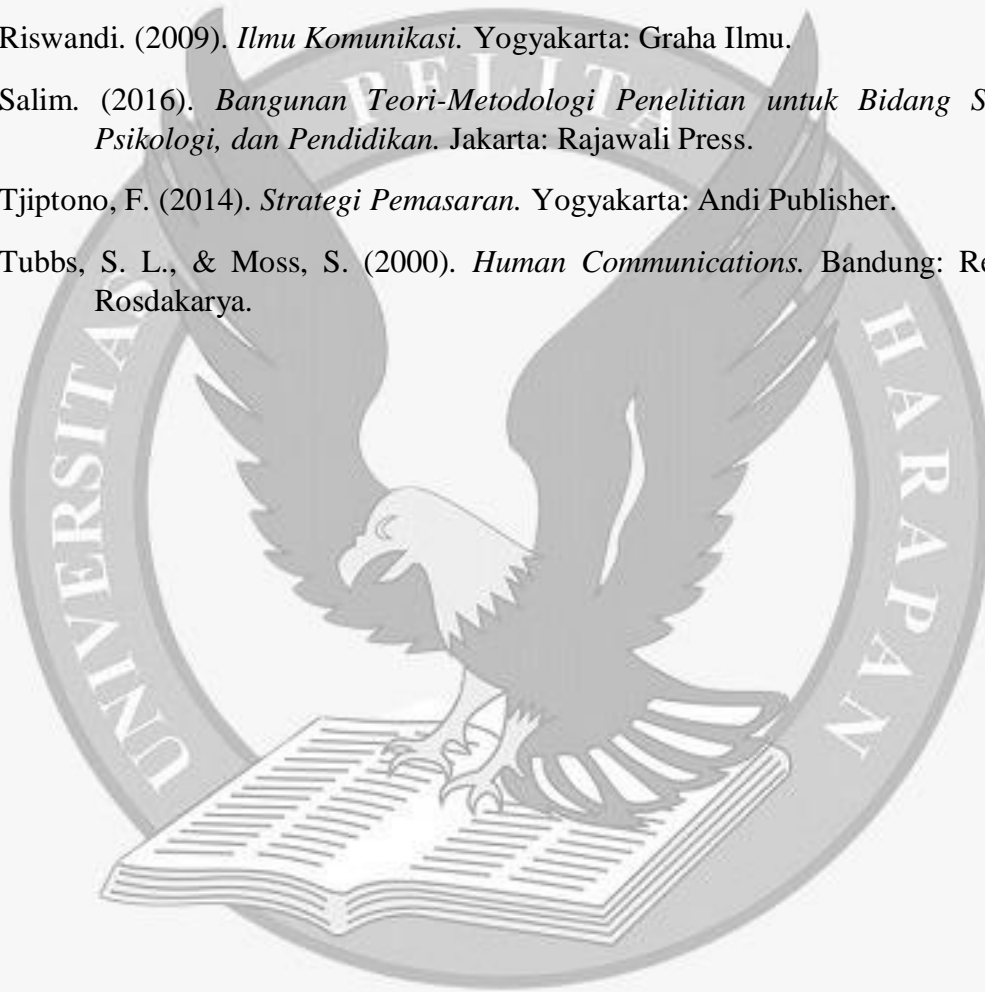 Riswandi. (2009). Ilmu Komunikasi. Yogyakarta: Graha Ilmu.
Salim. (2016). Bangunan Teori-Metodologi Penelitian untuk Bidang S
Psikologi, dan Pendidikan. Jakarta: Rajawali Press.
Tjiptono, F. (2014). Strategi Pemasaran. Yogyakarta: Andi Publisher.
Tubbs, S. L., & Moss, S. (2000). Human Communications. Bandung: Re
Rosdakarya.
UNIVERSITAS PELITA HARAPAN